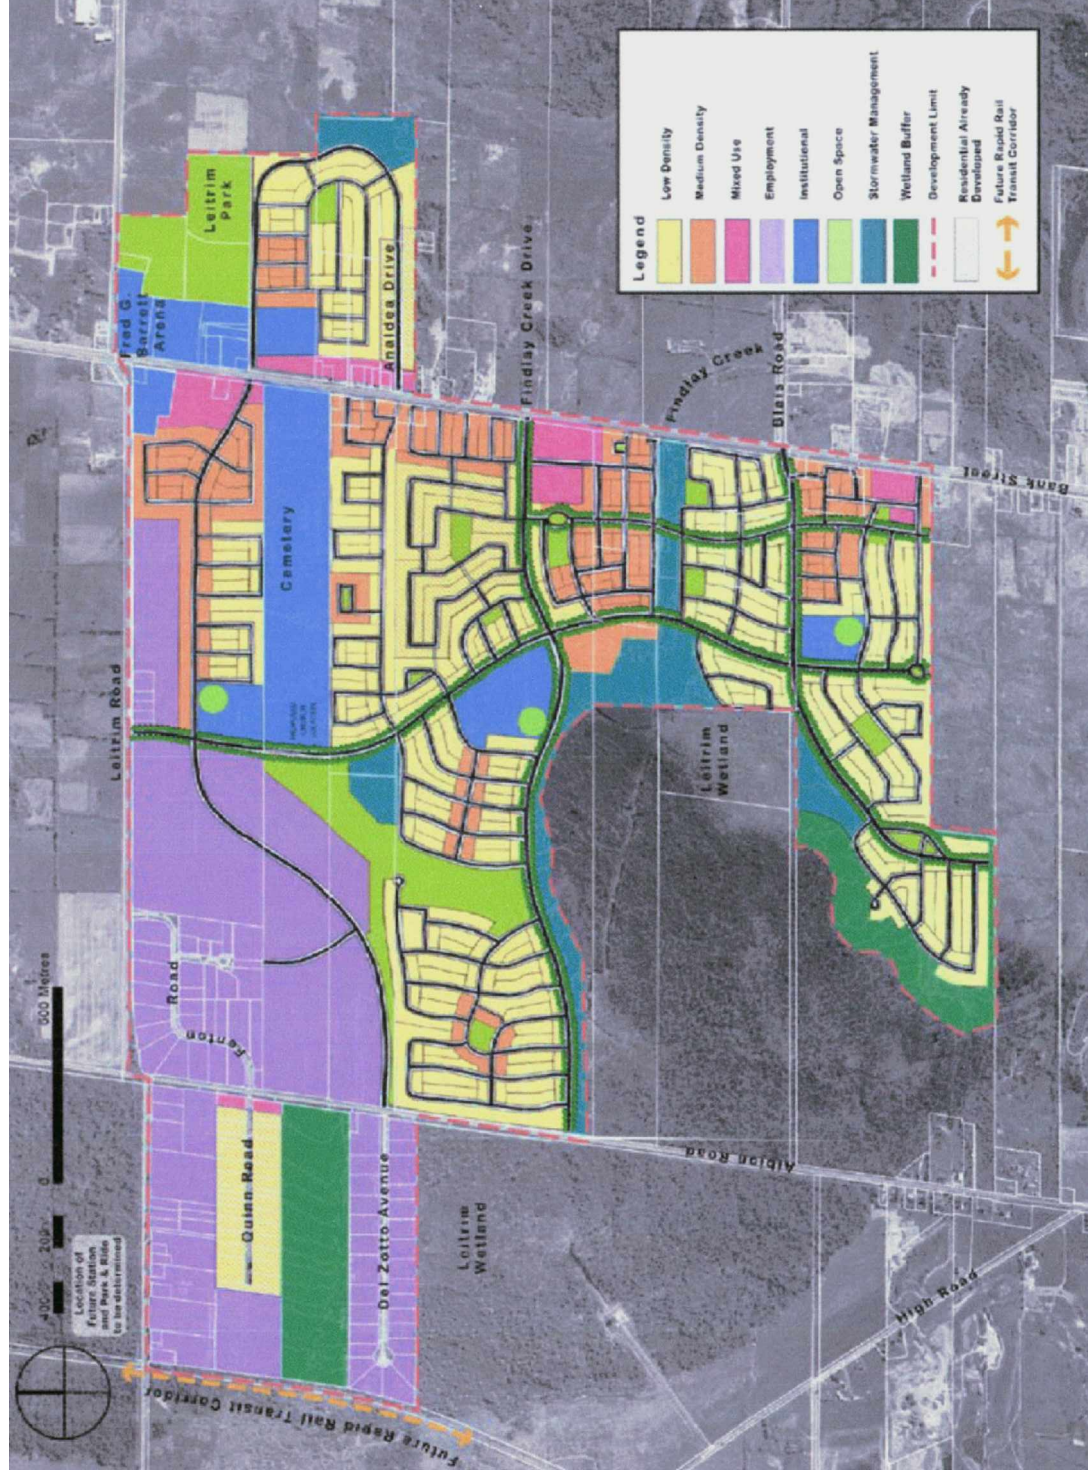 Legend
Low Density
Medium Density
Mixed Use
Employment
Institutional
Open Space
Stormwater Management
Wetland Buffer
Development Limit
Residential Already
Developed
Future Rapid Rail
Transit Corridor
Leitrim
Park
Fred G.
Barrett
Arena
Analdea Drive
Findlay Creek Drive
Findlay Creek
Blais Road
Bank Street
Cemetery
Leitrim Road
Leitrim
Wetland
Fenton
Road
500 Metres
0
200
400
Location of
Future Station
and Park & Ride
to be determined
Quinn Road
Del Zotto Avenue
Leitrim
Wetland
Albion Road
High Road
Future Rapid Rail Transit Corridor